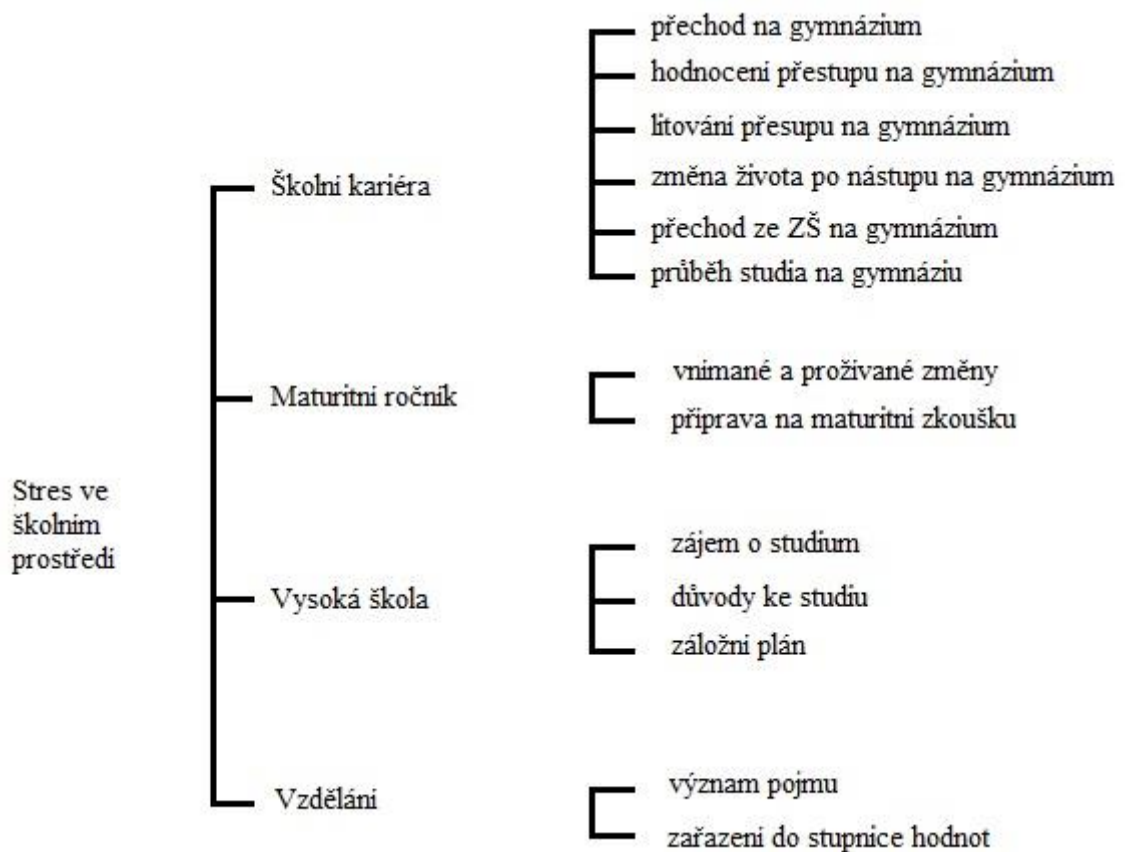 Stres ve
školním
prostředí
Školní kariéra
přechod na gymnázium
hodnocení přestupu na gymnázium
litování přesupu na gymnázium
změna života po nástupu na gymnázium
přechod ze ZŠ na gymnázium
průběh studia na gymnáziu
Maturitní ročník
vnímané a prožívané změny
příprava na maturitní zkoušku
Vysoká škola
zájem o studium
důvody ke studiu
záložní plán
Vzdělání
význam pojmu
zařazení do stupnice hodnot